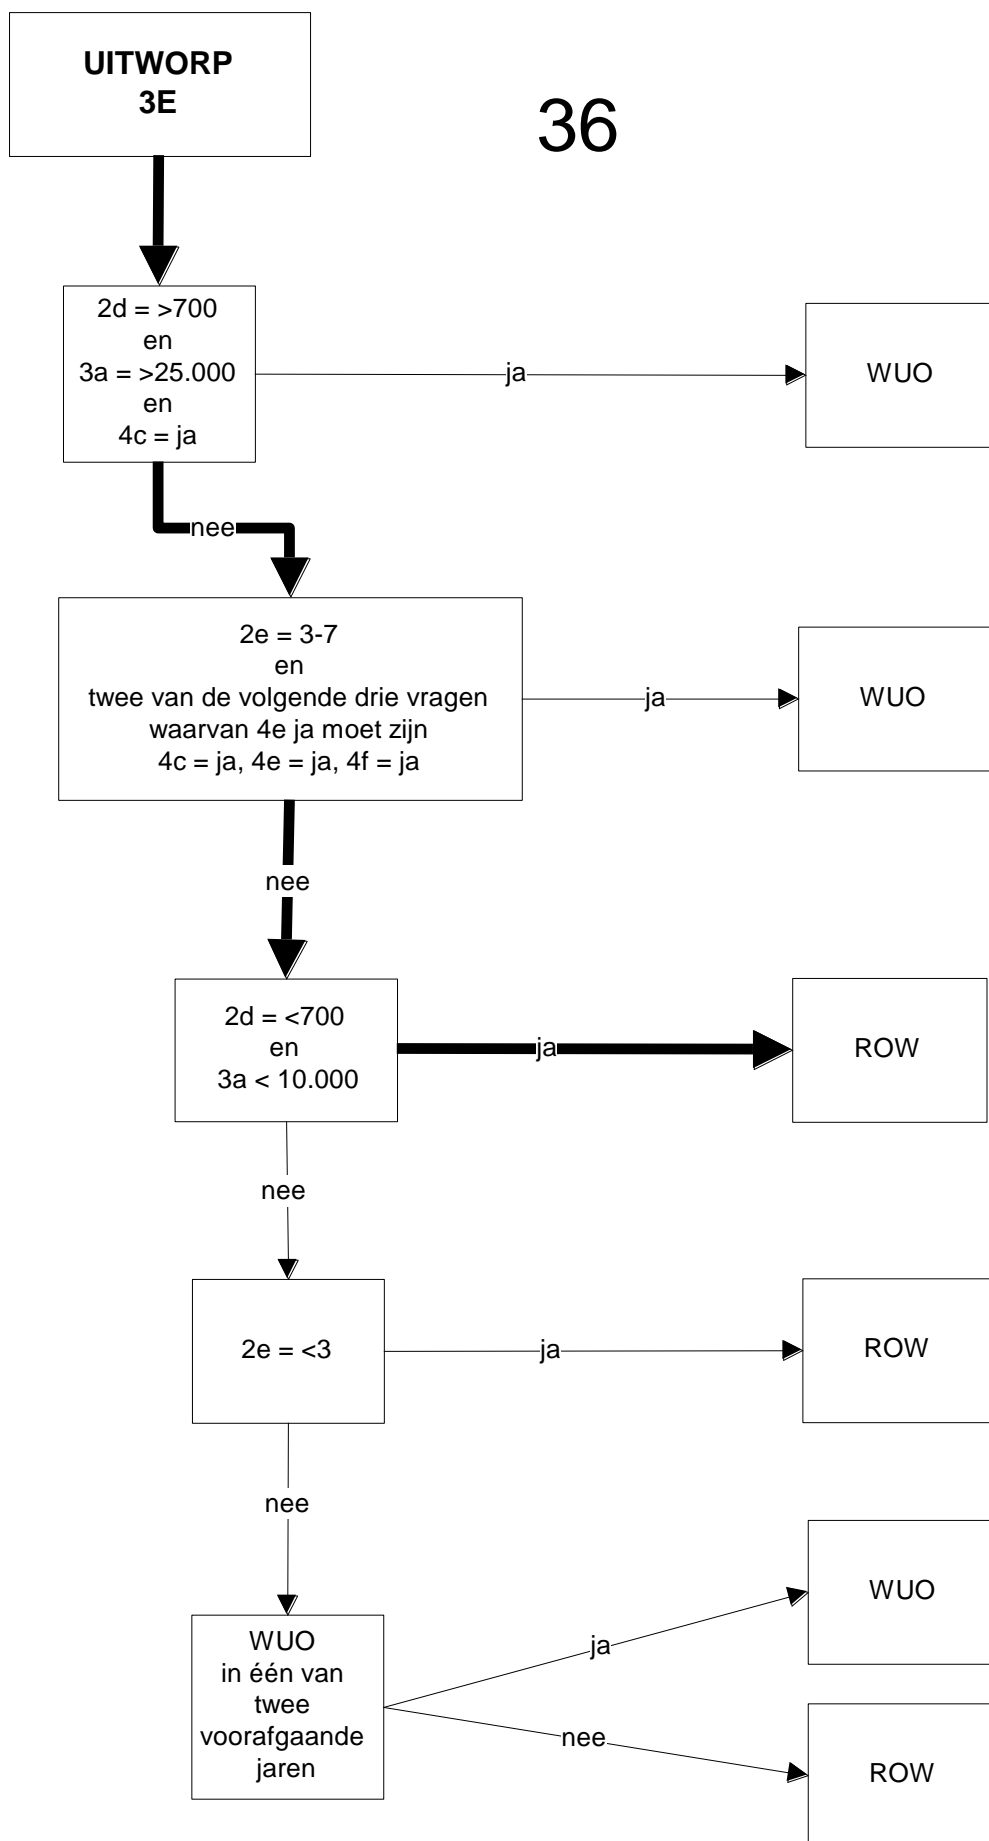 UITWORP
3E
36
2d = >700
en
3a = >25.000
en
4c = ja
ja
WUO
nee
2e = 3-7
en
twee van de volgende drie vragen
waarvan 4e ja moet zijn
4c = ja, 4e = ja, 4f = ja
ja
WUO
nee
2d = <700
en
3a < 10.000
ja
ROW
nee
2e = <3
ja
ROW
nee
WUO
in één van
twee
voorafgaande
jaren
ja
WUO
nee
ROW